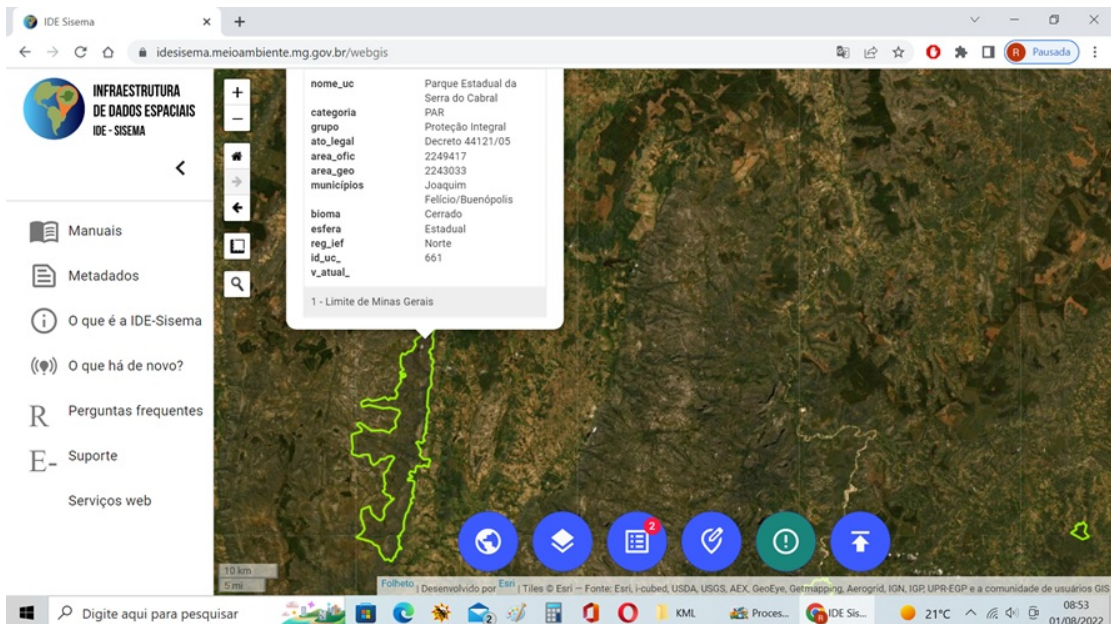 IDE Sisema
idesisema.meioambiente.mg.gov.br/webgis
R Pausada
INFRAESTRUTURA
DE DADOS ESPACIAIS
IDE - SISEMA
Manuais
Metadados
O que é a IDE-Sisema
O que há de novo?
R Perguntas frequentes
E- Suporte
Serviços web
nome_uc Parque Estadual da
Serra do Cabral
categoria PAR
grupo Proteção Integral
ato_legal Decreto 44121/05
area_ofic 2249417
area_geo 2243033
municípios Joaquim
Felício/Buenópolis
bioma Cerrado
esfera Estadual
reg_ief Norte
id_uc_ 661
v_atual_
1 - Limite de Minas Gerais
2
10 km
5 mi
Folheto | Desenvolvido por Esri | Tiles © Esri — Fonte: Esri, i-cubed, USDA, USGS, AEX, GeoEye, Getmapping, Aerogrid, IGN, IGP, UPR-EGP e a comunidade de usuários GIS
Digite aqui para pesquisar
KML
Proces...
IDE Sis...
21°C
08:53
01/08/2022